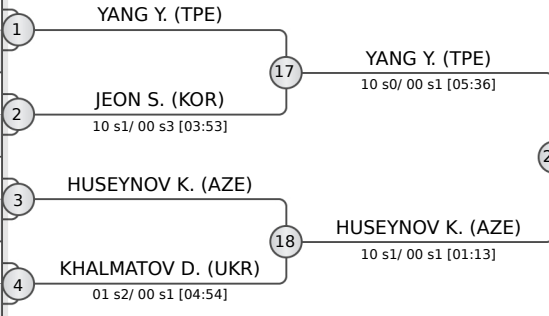 YANG Y. (TPE)
1
17
YANG Y. (TPE)
10 s0/ 00 s1 [05:36]
JEON S. (KOR)
2
10 s1/ 00 s3 [03:53]
HUSEYNOV K. (AZE)
3
18
HUSEYNOV K. (AZE)
10 s1/ 00 s1 [01:13]
KHALMATOV D. (UKR)
4
01 s2/ 00 s1 [04:54]